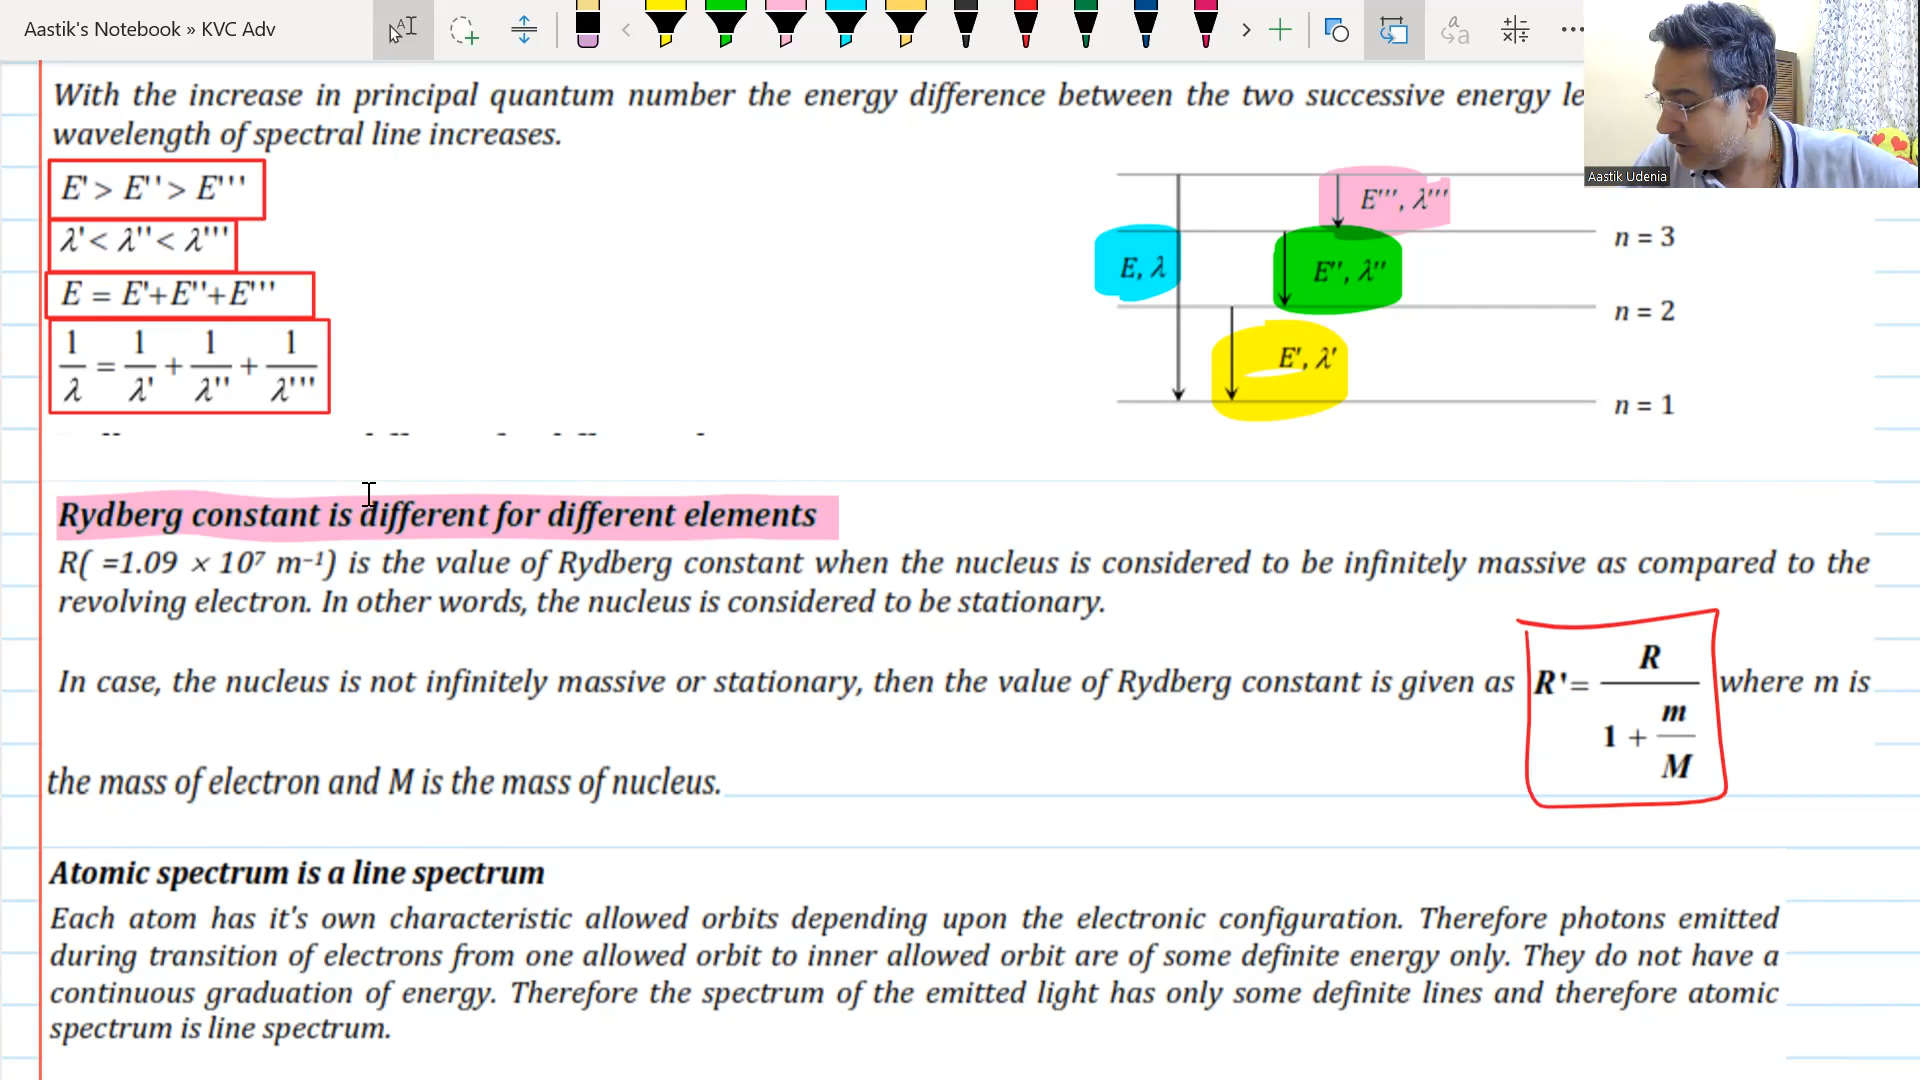 Aastik's Notebook » KVC Adv
With the increase in principal quantum number the energy difference between the two successive energy le
wavelength of spectral line increases.
Aastik Udenia
E' > E'' > E'''
λ' < λ'' < λ'''
E = E'+E''+E'''
1/λ = 1/λ' + 1/λ'' + 1/λ'''
E''', λ'''
n = 3
E, λ
E'', λ''
n = 2
E', λ'
n = 1
Rydberg constant is different for different elements
R( =1.09 × 10⁷ m⁻¹) is the value of Rydberg constant when the nucleus is considered to be infinitely massive as compared to the
revolving electron. In other words, the nucleus is considered to be stationary.
In case, the nucleus is not infinitely massive or stationary, then the value of Rydberg constant is given as R' = R/(1 + m/M) where m is
the mass of electron and M is the mass of nucleus.
Atomic spectrum is a line spectrum
Each atom has it's own characteristic allowed orbits depending upon the electronic configuration. Therefore photons emitted
during transition of electrons from one allowed orbit to inner allowed orbit are of some definite energy only. They do not have a
continuous graduation of energy. Therefore the spectrum of the emitted light has only some definite lines and therefore atomic
spectrum is line spectrum.